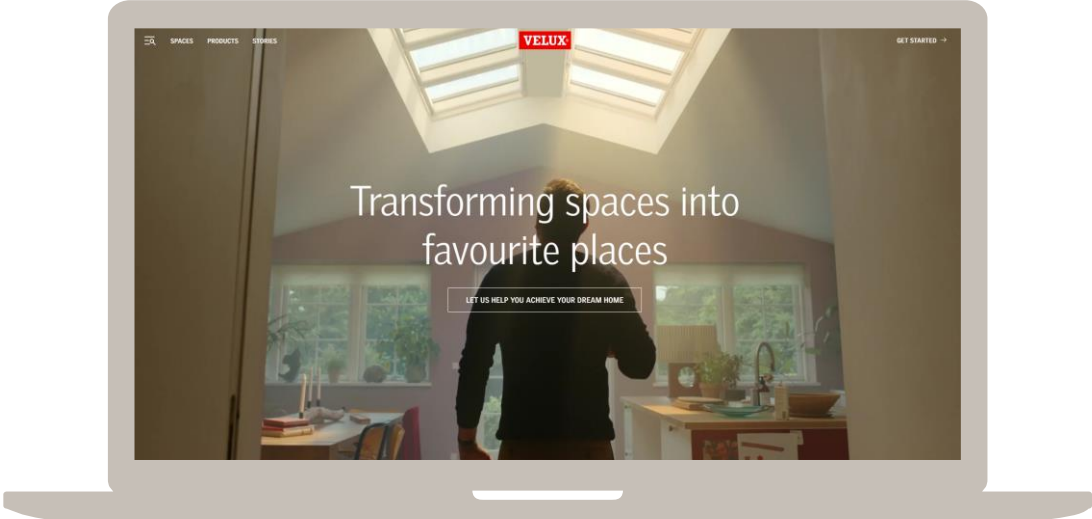 SPACES PRODUCTS STORIES
VELUX
GET STARTED →
Transforming spaces into
favourite places
LET US HELP YOU ACHIEVE YOUR DREAM HOME